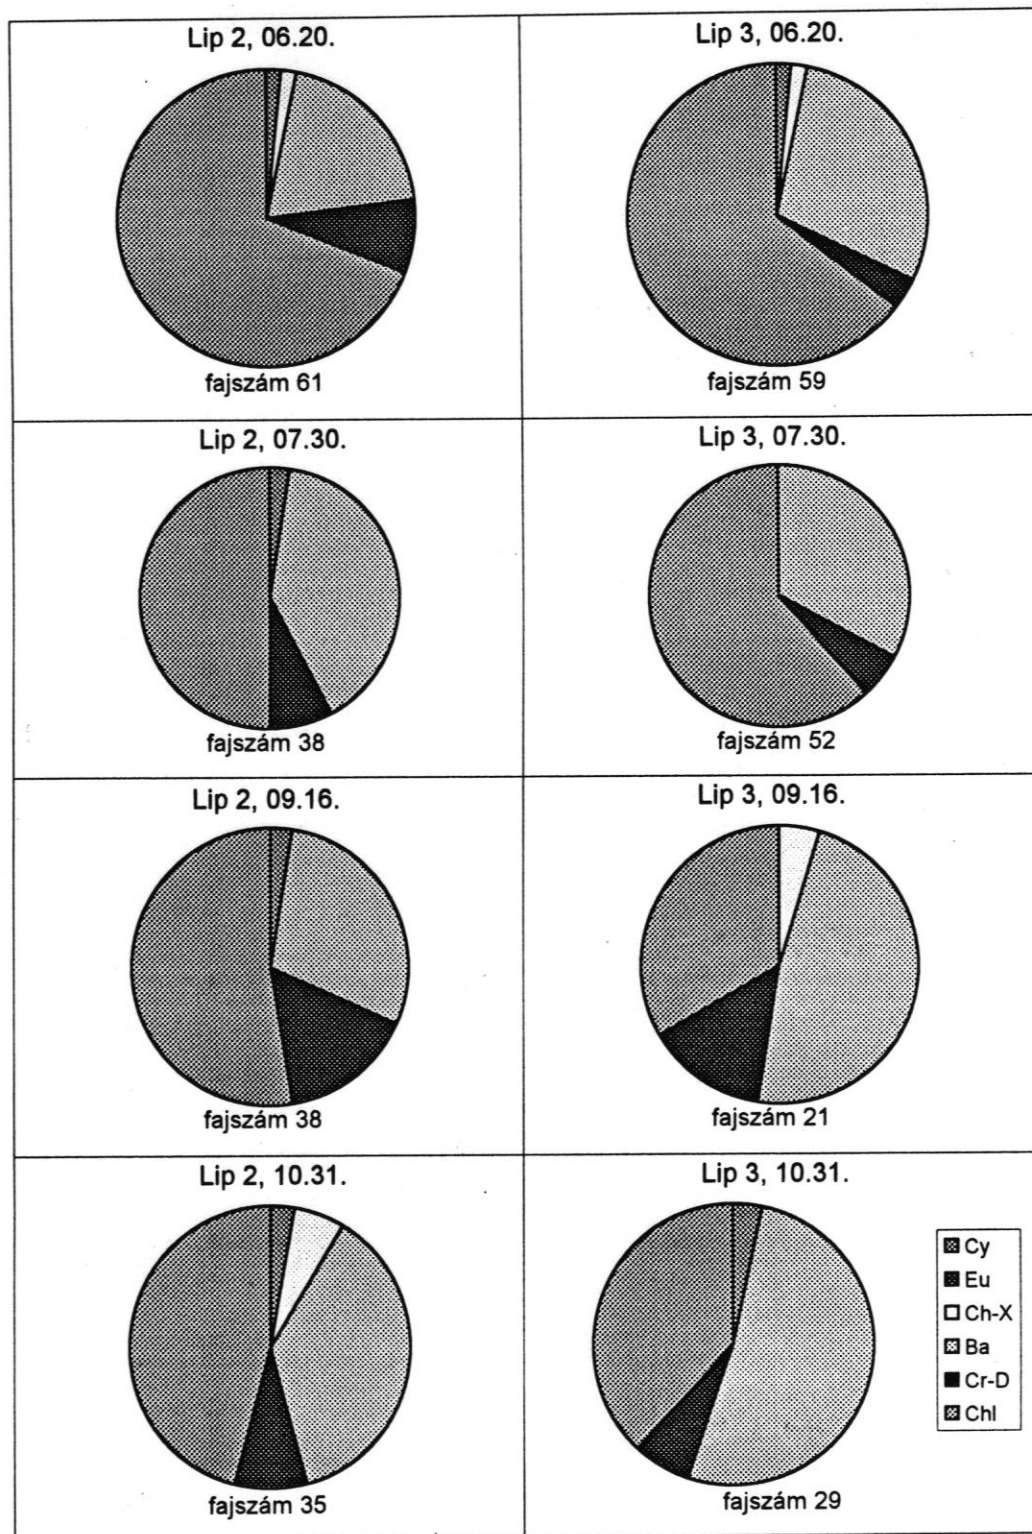 Lip 2, 06.20.
fajszám 61
Lip 3, 06.20.
fajszám 59
Lip 2, 07.30.
fajszám 38
Lip 3, 07.30.
fajszám 52
Lip 2, 09.16.
fajszám 38
Lip 3, 09.16.
fajszám 21
Lip 2, 10.31.
fajszám 35
Lip 3, 10.31.
fajszám 29
Cy
Eu
Ch-X
Ba
Cr-D
Chl